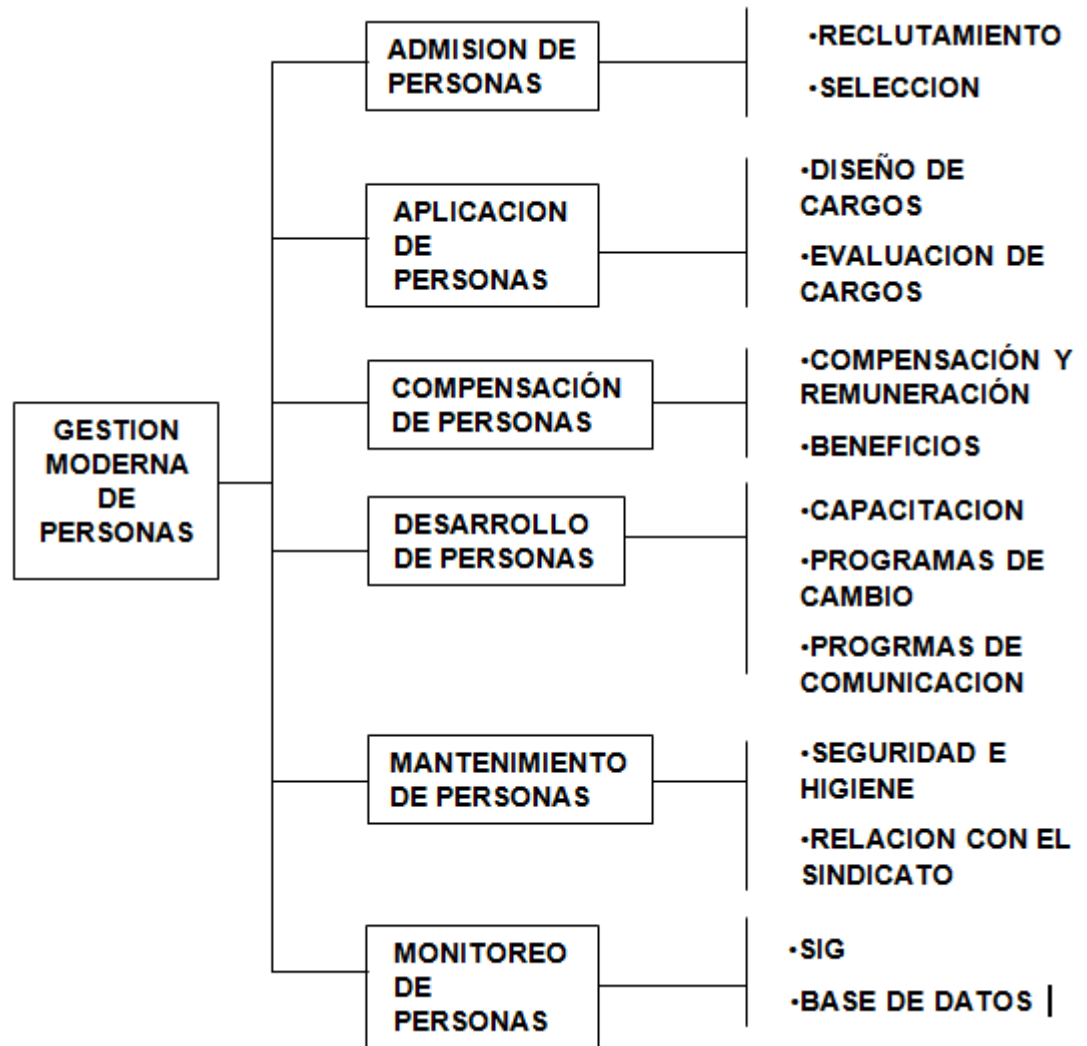 ADMISION DE
PERSONAS
•RECLUTAMIENTO
•SELECCION
APLICACION
DE
PERSONAS
•DISEÑO DE
CARGOS
•EVALUACION DE
CARGOS
GESTION
MODERNA
DE
PERSONAS
COMPENSACIÓN
DE PERSONAS
•COMPENSACIÓN Y
REMUNERACIÓN
•BENEFICIOS
DESARROLLO
DE PERSONAS
•CAPACITACION
•PROGRAMAS DE
CAMBIO
•PROGRMAS DE
COMUNICACION
MANTENIMIENTO
DE PERSONAS
•SEGURIDAD E
HIGIENE
•RELACION CON EL
SINDICATO
MONITOREO
DE
PERSONAS
•SIG
•BASE DE DATOS